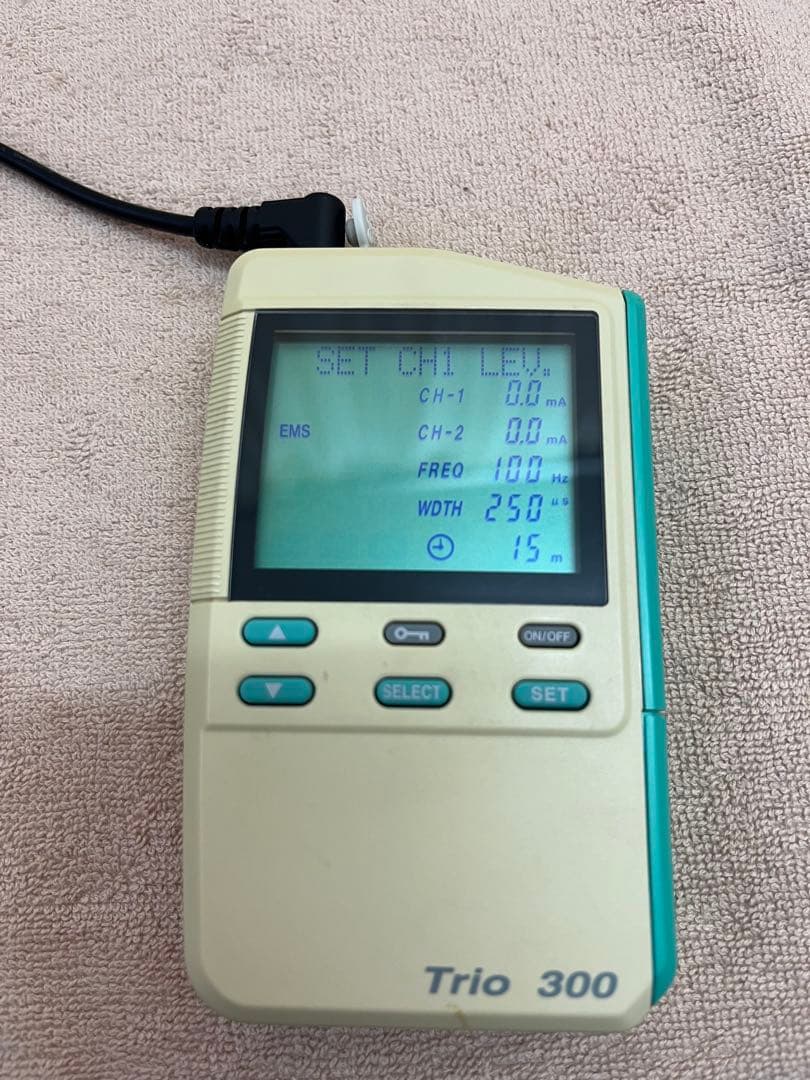 SET CH1 LEV.
CH-1 0.0 mA
EMS CH-2 0.0 mA
FREQ 100 Hz
WDTH 250 µs
15 m
ON/OFF
SELECT SET
Trio 300